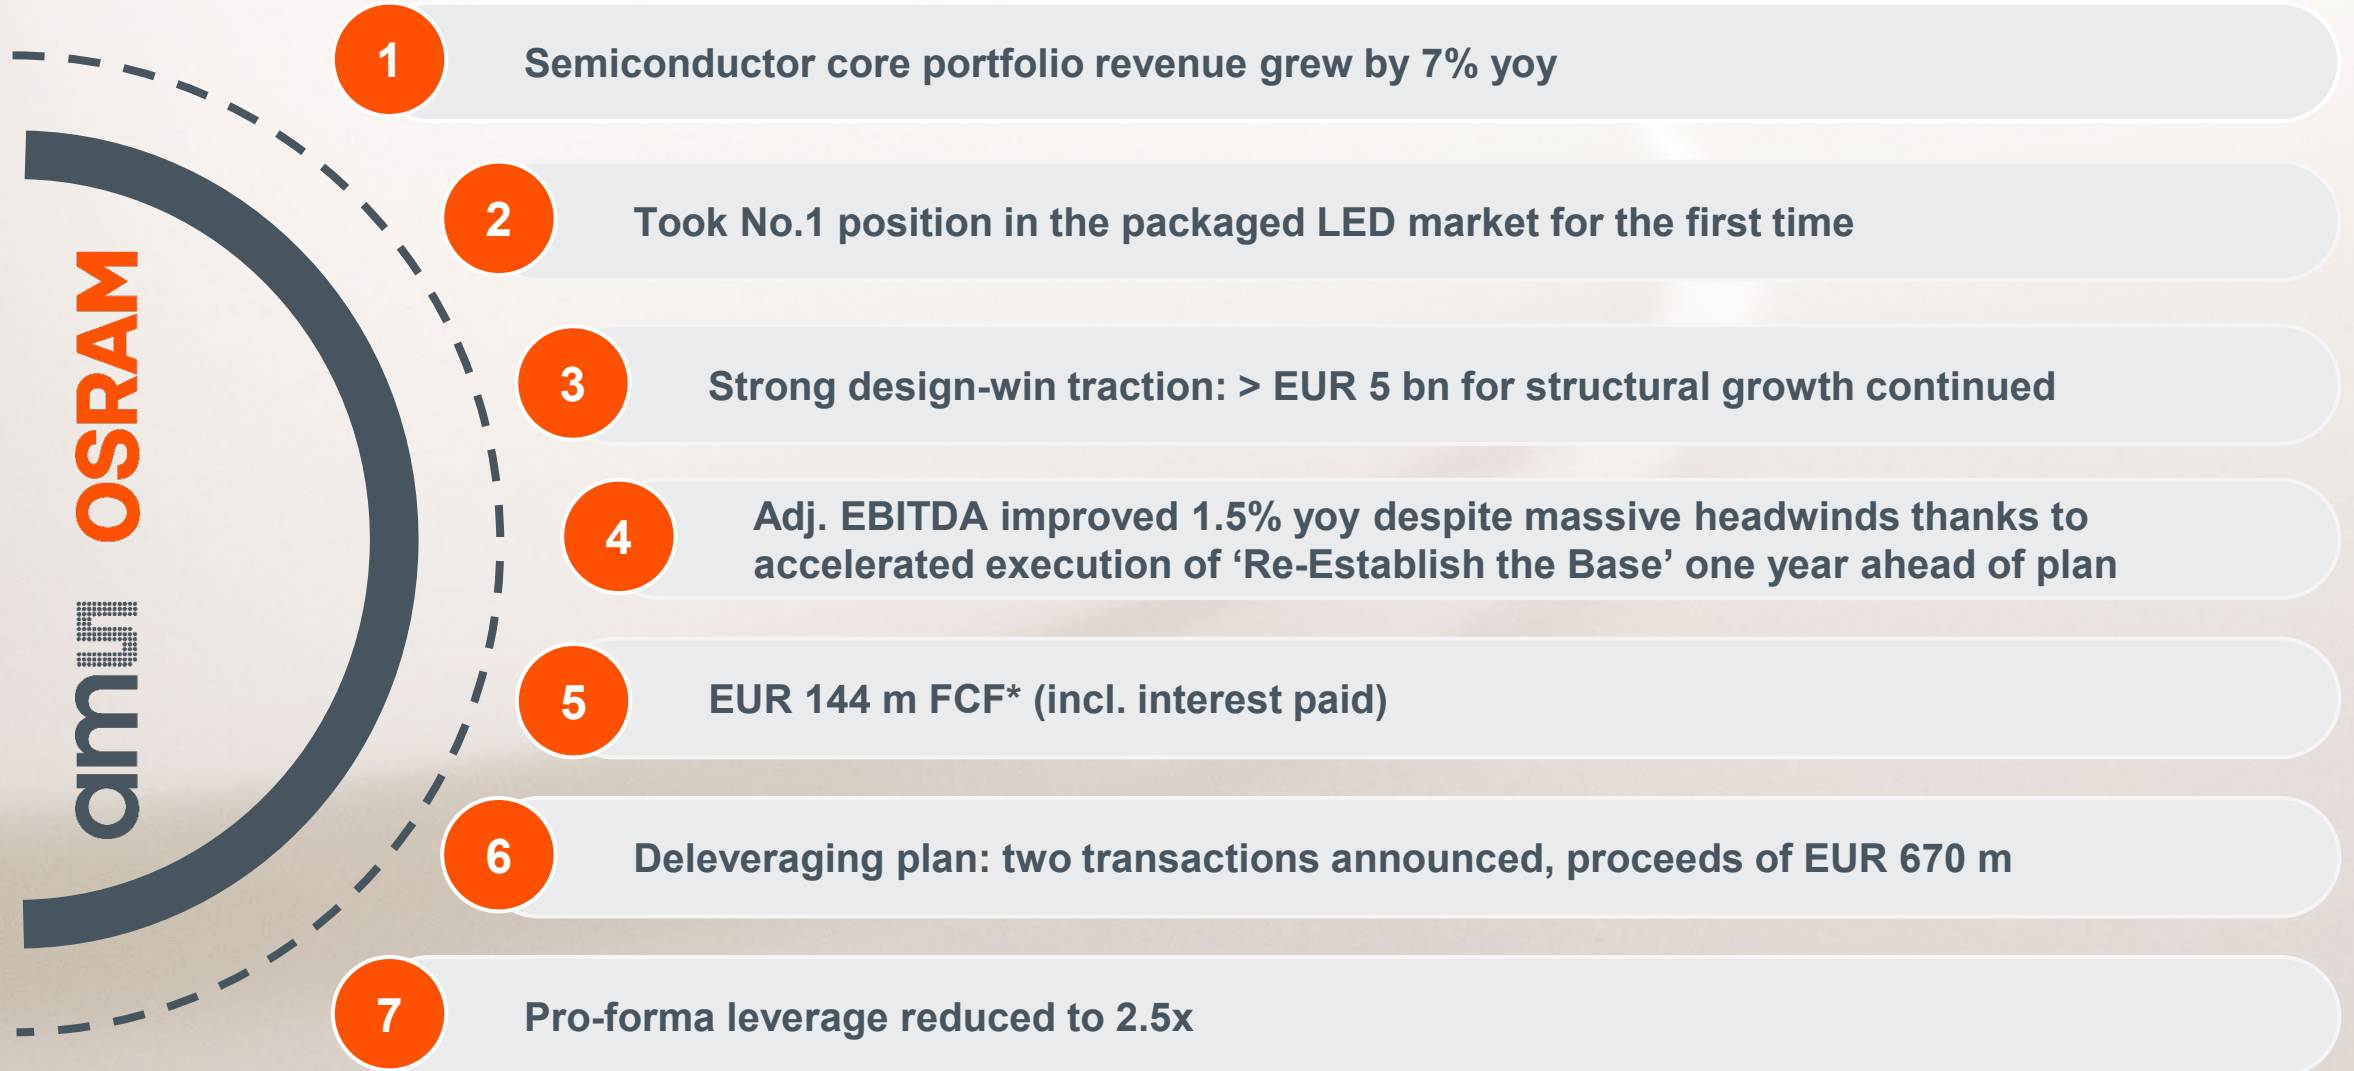 amu OSRAM
1
Semiconductor core portfolio revenue grew by 7% yoy
2
Took No.1 position in the packaged LED market for the first time
3
Strong design-win traction: > EUR 5 bn for structural growth continued
4
Adj. EBITDA improved 1.5% yoy despite massive headwinds thanks to
accelerated execution of ‘Re-Establish the Base’ one year ahead of plan
5
EUR 144 m FCF* (incl. interest paid)
6
Deleveraging plan: two transactions announced, proceeds of EUR 670 m
7
Pro-forma leverage reduced to 2.5x